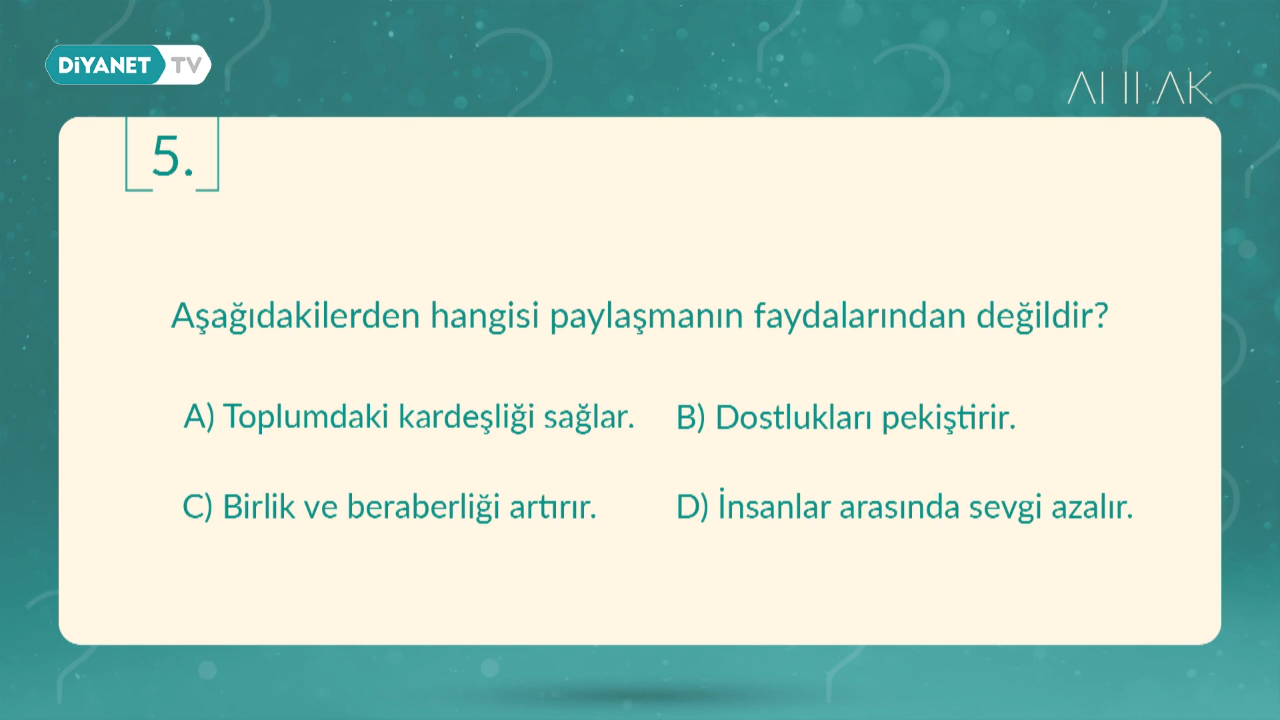 DİYANET TV
AHLAK
5.
Aşağıdakilerden hangisi paylaşmanın faydalarından değildir?
A) Toplumdaki kardeşliği sağlar.
B) Dostlukları pekiştirir.
C) Birlik ve beraberliği artırır.
D) İnsanlar arasında sevgi azalır.